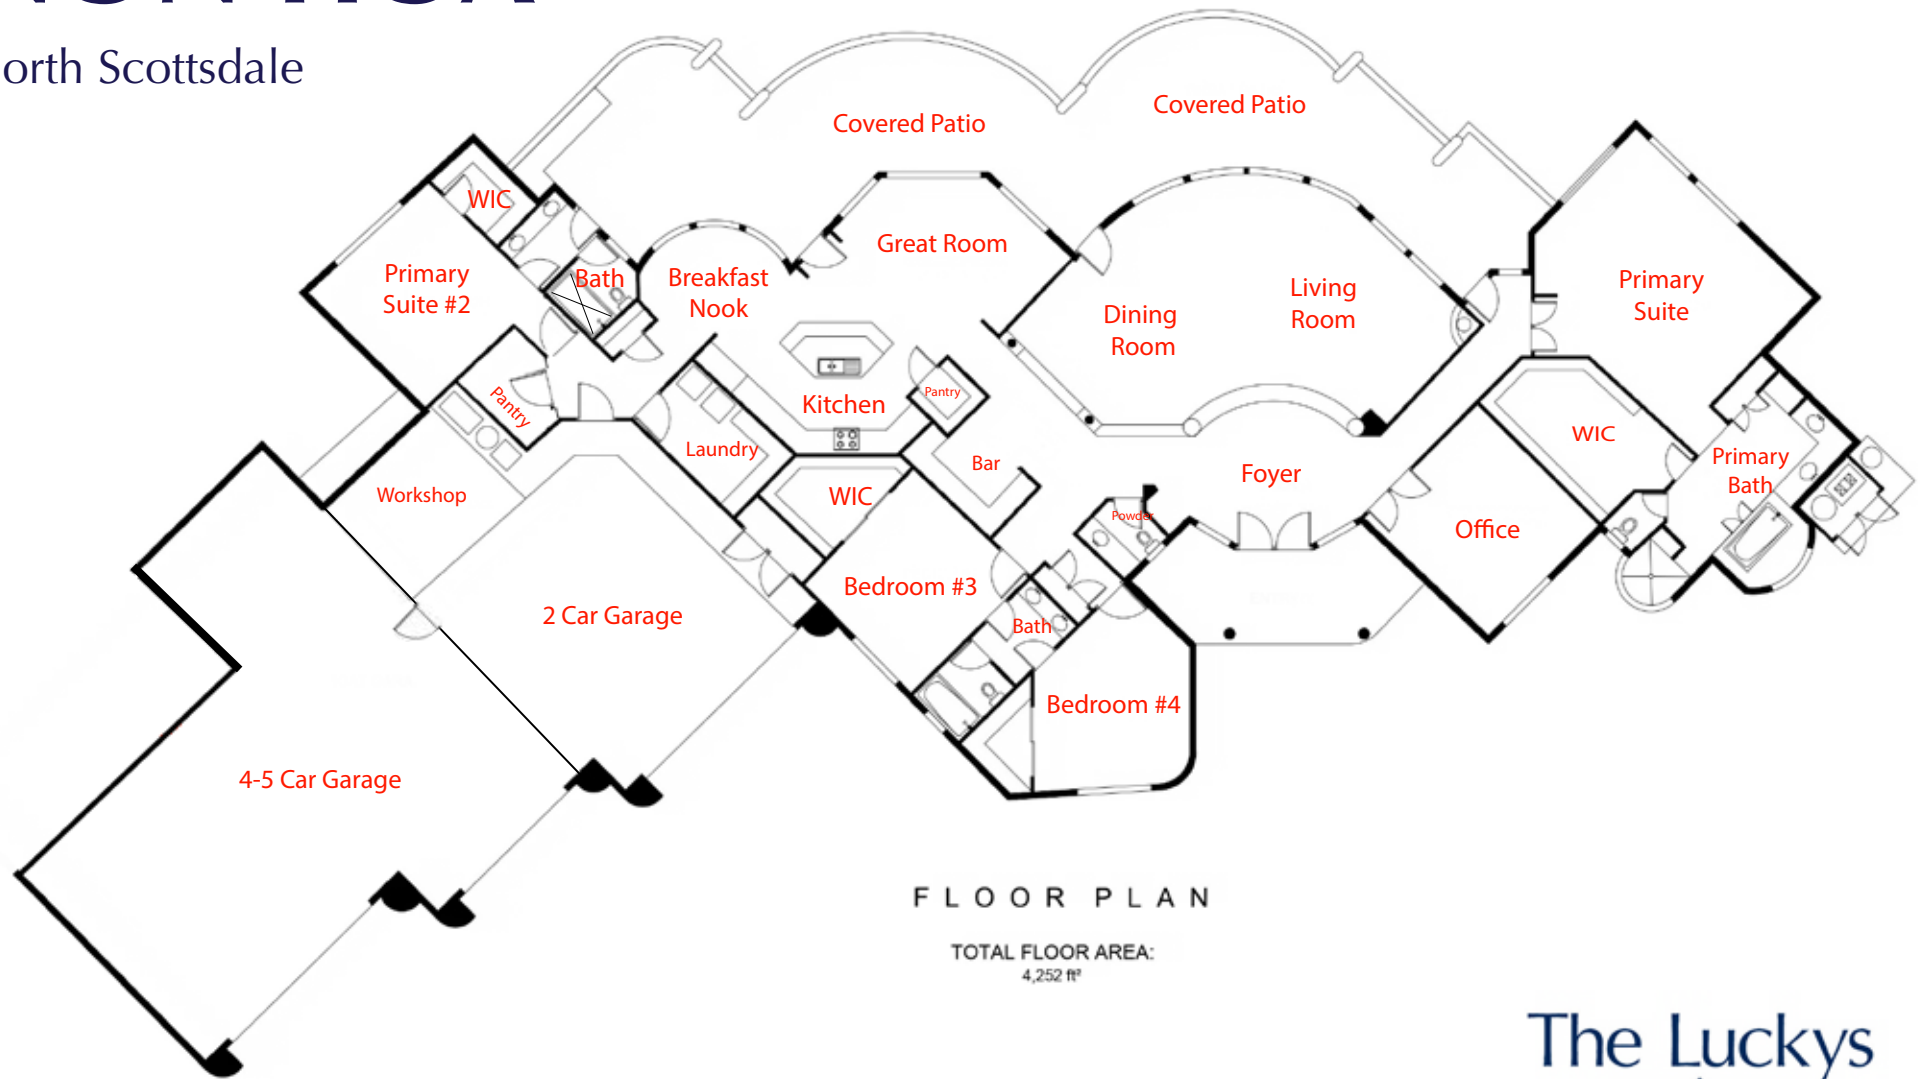 orth Scottsdale
Covered Patio
Covered Patio
WIC
Primary
Suite #2
Bath
Breakfast
Nook
Great Room
Dining
Room
Living
Room
Primary
Suite
Pantry
Kitchen
Pantry
Laundry
Bar
WIC
Workshop
WIC
Foyer
Powder
Office
Primary
Bath
Bedroom #3
2 Car Garage
Bath
Bedroom #4
4-5 Car Garage
FLOOR PLAN
TOTAL FLOOR AREA:
4,252 ft²
The Luckys